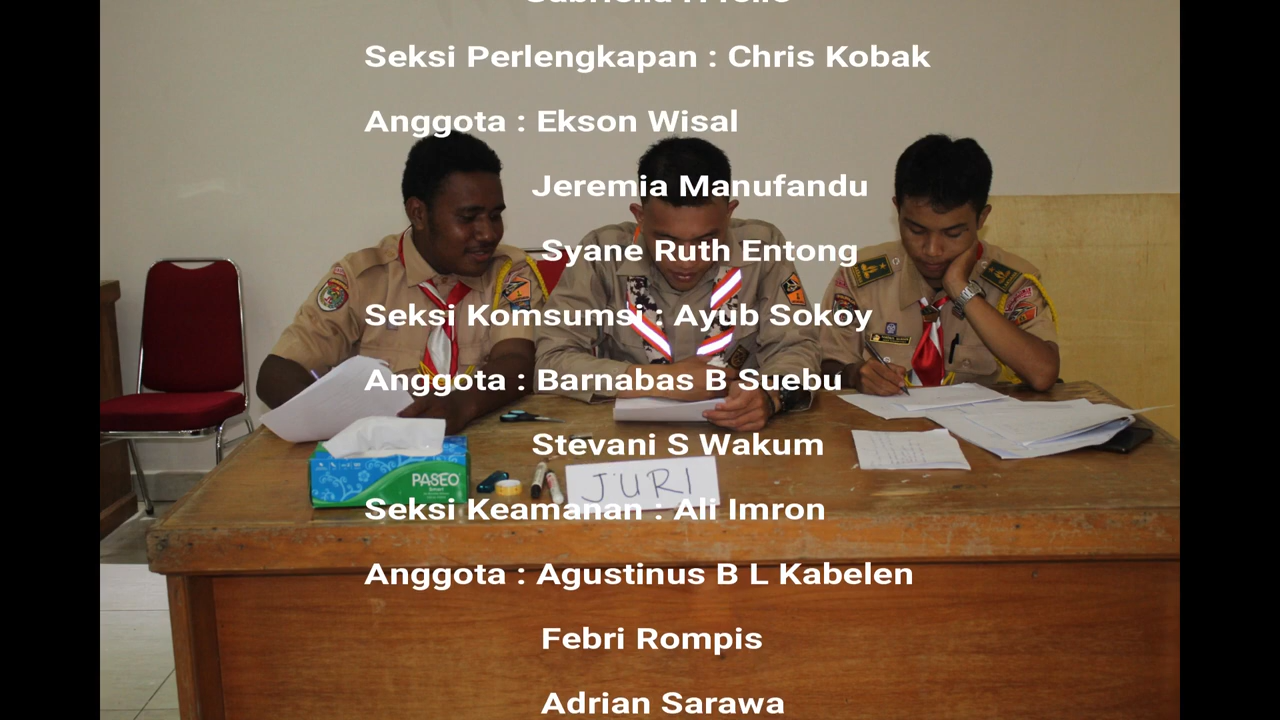 Seksi Perlengkapan : Chris Kobak
Anggota : Ekson Wisal
Jeremia Manufandu
Syane Ruth Entong
Seksi Komsumsi : Ayub Sokoy
Anggota : Barnabas B Suebu
Stevani S Wakum
PASEO
JURI
Seksi Keamanan : Ali Imron
Anggota : Agustinus B L Kabelen
Febri Rompis
Adrian Sarawa